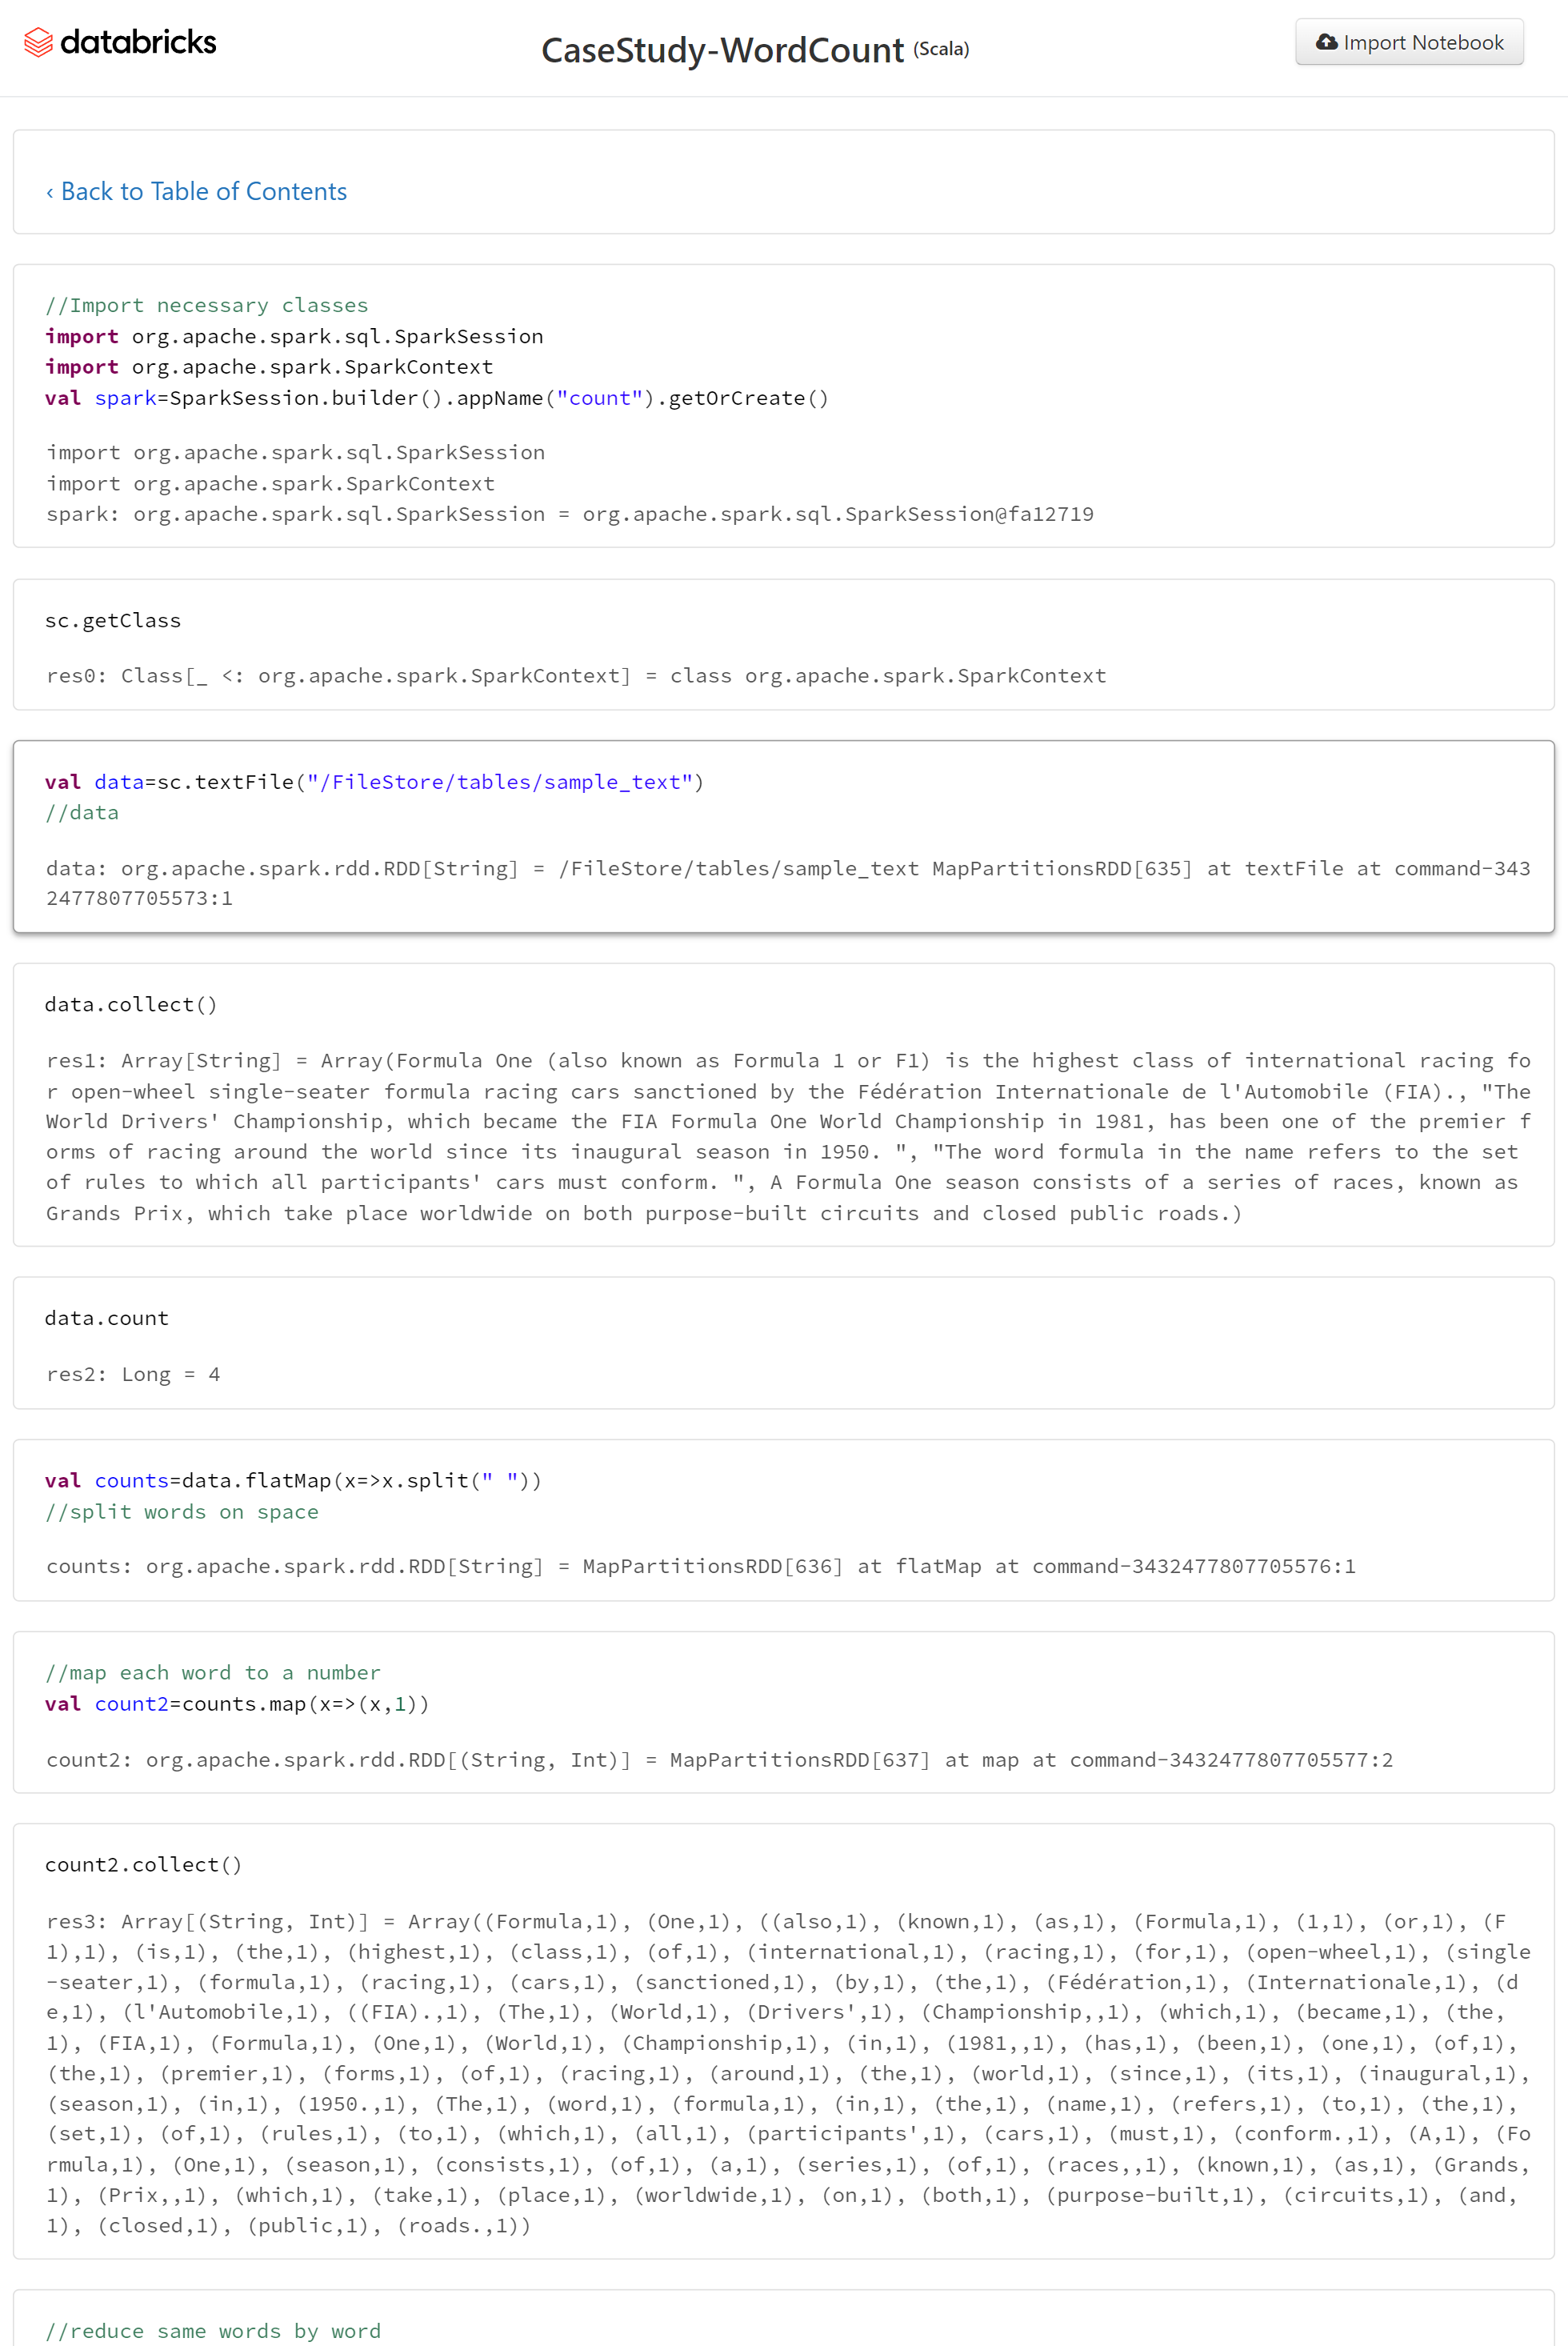 databricks
CaseStudy-WordCount (Scala)
Import Notebook
‹ Back to Table of Contents
//Import necessary classes
import org.apache.spark.sql.SparkSession
import org.apache.spark.SparkContext
val spark=SparkSession.builder().appName("count").getOrCreate()
import org.apache.spark.sql.SparkSession
import org.apache.spark.SparkContext
spark: org.apache.spark.sql.SparkSession = org.apache.spark.sql.SparkSession@fa12719
sc.getClass
res0: Class[_ <: org.apache.spark.SparkContext] = class org.apache.spark.SparkContext
val data=sc.textFile("/FileStore/tables/sample_text")
//data
data: org.apache.spark.rdd.RDD[String] = /FileStore/tables/sample_text MapPartitionsRDD[635] at textFile at command-343
2477807705573:1
data.collect()
res1: Array[String] = Array(Formula One (also known as Formula 1 or F1) is the highest class of international racing fo
r open-wheel single-seater formula racing cars sanctioned by the Fédération Internationale de l'Automobile (FIA)., "The
World Drivers' Championship, which became the FIA Formula One World Championship in 1981, has been one of the premier f
orms of racing around the world since its inaugural season in 1950. ", "The word formula in the name refers to the set
of rules to which all participants' cars must conform. ", A Formula One season consists of a series of races, known as
Grands Prix, which take place worldwide on both purpose-built circuits and closed public roads.)
data.count
res2: Long = 4
val counts=data.flatMap(x=>x.split(" "))
//split words on space
counts: org.apache.spark.rdd.RDD[String] = MapPartitionsRDD[636] at flatMap at command-3432477807705576:1
//map each word to a number
val count2=counts.map(x=>(x,1))
count2: org.apache.spark.rdd.RDD[(String, Int)] = MapPartitionsRDD[637] at map at command-3432477807705577:2
count2.collect()
res3: Array[(String, Int)] = Array((Formula,1), (One,1), ((also,1), (known,1), (as,1), (Formula,1), (1,1), (or,1), (F
1),1), (is,1), (the,1), (highest,1), (class,1), (of,1), (international,1), (racing,1), (for,1), (open-wheel,1), (single
-seater,1), (formula,1), (racing,1), (cars,1), (sanctioned,1), (by,1), (the,1), (Fédération,1), (Internationale,1), (d
e,1), (l'Automobile,1), ((FIA).,1), (The,1), (World,1), (Drivers',1), (Championship,,1), (which,1), (became,1), (the,
1), (FIA,1), (Formula,1), (One,1), (World,1), (Championship,1), (in,1), (1981,,1), (has,1), (been,1), (one,1), (of,1),
(the,1), (premier,1), (forms,1), (of,1), (racing,1), (around,1), (the,1), (world,1), (since,1), (its,1), (inaugural,1),
(season,1), (in,1), (1950.,1), (The,1), (word,1), (formula,1), (in,1), (the,1), (name,1), (refers,1), (to,1), (the,1),
(set,1), (of,1), (rules,1), (to,1), (which,1), (all,1), (participants',1), (cars,1), (must,1), (conform.,1), (A,1), (Fo
rmula,1), (One,1), (season,1), (consists,1), (of,1), (a,1), (series,1), (of,1), (races,,1), (known,1), (as,1), (Grands,
1), (Prix,,1), (which,1), (take,1), (place,1), (worldwide,1), (on,1), (both,1), (purpose-built,1), (circuits,1), (and,
1), (closed,1), (public,1), (roads.,1))
//reduce same words by word